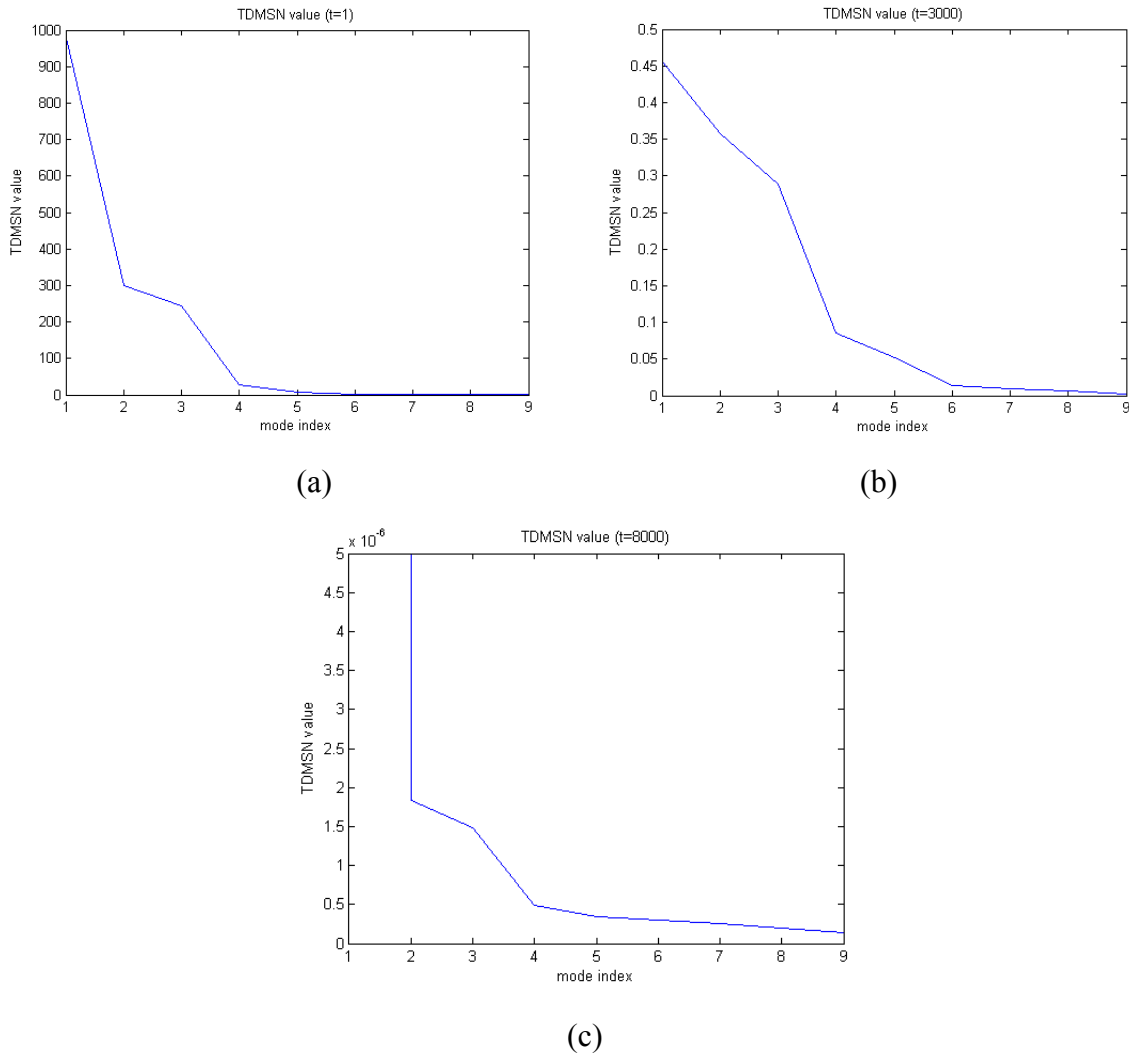 TDMSN value (t=1)
1000
900
800
700
600
500
400
300
200
100
0
TDMSN value
1 2 3 4 5 6 7 8 9
mode index
(a)
TDMSN value (t=3000)
0.5
0.45
0.4
0.35
0.3
0.25
0.2
0.15
0.1
0.05
0
TDMSN value
1 2 3 4 5 6 7 8 9
mode index
(b)
TDMSN value (t=8000)
x 10^-6
5
4.5
4
3.5
3
2.5
2
1.5
1
0.5
0
TDMSN value
1 2 3 4 5 6 7 8 9
mode index
(c)